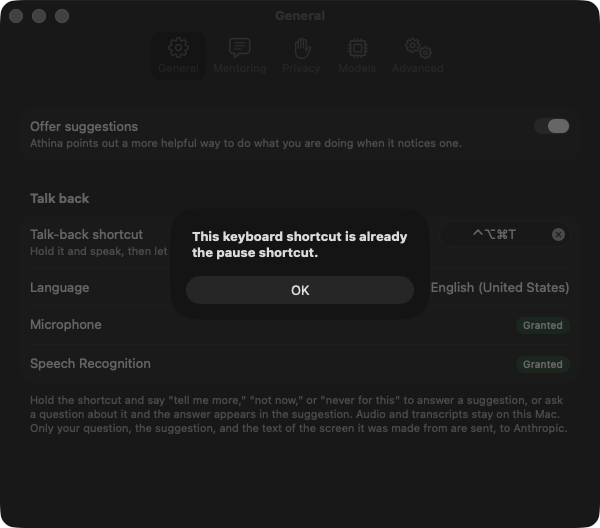 General
General
Mentoring
Privacy
Models
Advanced
Offer suggestions
Athina points out a more helpful way to do what you are doing when it notices one.
Talk back
Talk-back shortcut
^⌥⌘T
Hold it and speak, then let
This keyboard shortcut is already
the pause shortcut.
OK
Language
English (United States)
Microphone
Granted
Speech Recognition
Granted
Hold the shortcut and say "tell me more," "not now," or "never for this" to answer a suggestion, or ask
a question about it and the answer appears in the suggestion. Audio and transcripts stay on this Mac.
Only your question, the suggestion, and the text of the screen it was made from are sent, to Anthropic.